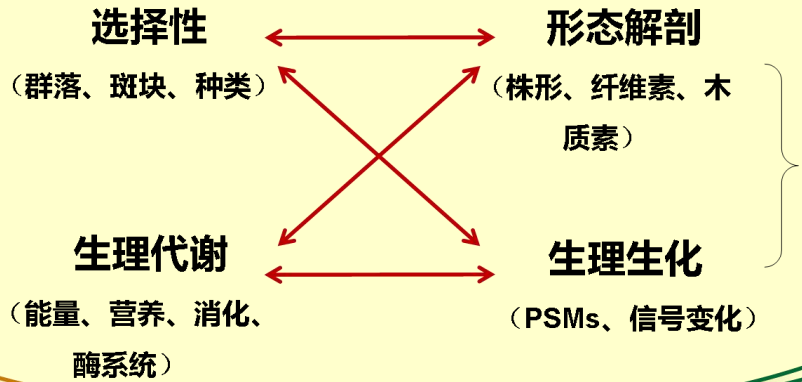 选择性
形态解剖
（群落、斑块、种类）
（株形、纤维素、木
质素）
生理代谢
生理生化
（能量、营养、消化、
酶系统）
（PSMs、信号变化）